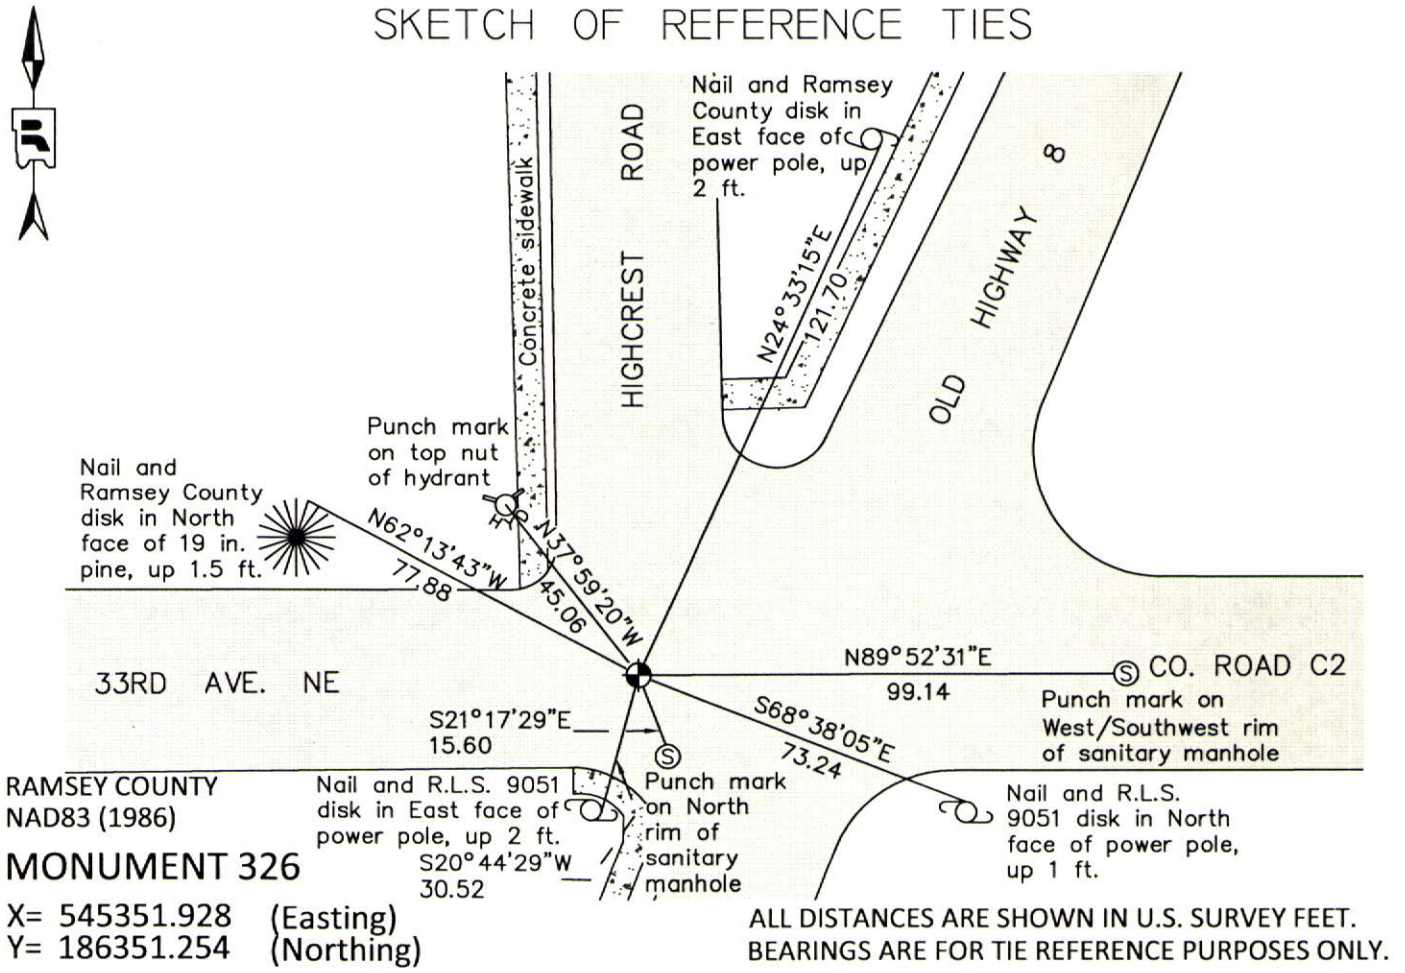 SKETCH OF REFERENCE TIES
R
Nail and Ramsey
County disk in
East face of
power pole, up
2 ft.
Concrete sidewalk
HIGHCREST ROAD
OLD HIGHWAY 8
N24°33'15"E
121.70
Punch mark
on top nut
of hydrant
Nail and
Ramsey County
disk in North
face of 19 in.
pine, up 1.5 ft.
N62°13'43"W
77.88
HYD
N37°59'20"W
45.06
33RD AVE. NE
N89°52'31"E
99.14
S
CO. ROAD C2
Punch mark on
West/Southwest rim
of sanitary manhole
S68°38'05"E
73.24
S21°17'29"E
15.60
S
Punch mark
on North
rim of
sanitary
manhole
Nail and R.L.S. 9051
disk in East face of
power pole, up 2 ft.
S20°44'29"W
30.52
Nail and R.L.S.
9051 disk in North
face of power pole,
up 1 ft.
RAMSEY COUNTY
NAD83 (1986)
MONUMENT 326
X= 545351.928 (Easting)
Y= 186351.254 (Northing)
ALL DISTANCES ARE SHOWN IN U.S. SURVEY FEET.
BEARINGS ARE FOR TIE REFERENCE PURPOSES ONLY.